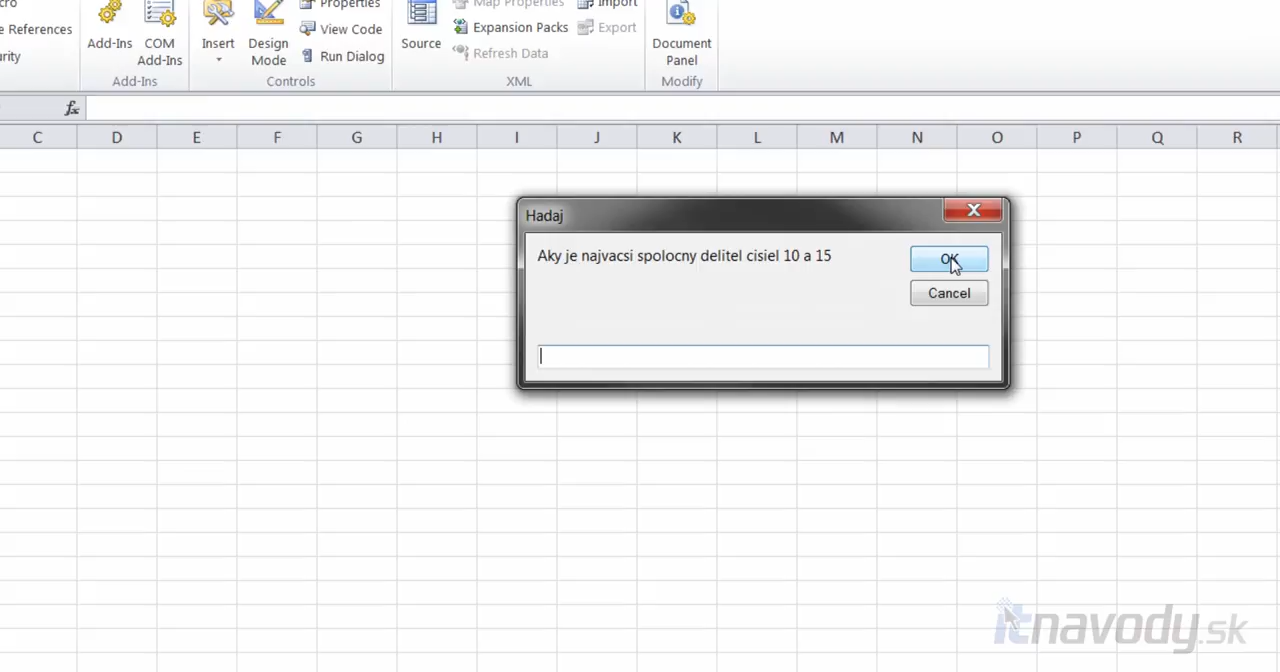 Properties
Map Properties
Import
e References
View Code
Expansion Packs
Export
Add-Ins
COM
Add-Ins
Insert
Design
Mode
Run Dialog
Source
Refresh Data
Document
Panel
Add-Ins
Controls
XML
Modify
fx
C D E F G H I J K L M N O P Q R
Hadaj
Aky je najvacsi spolocny delitel cisiel 10 a 15
OK
Cancel
itnavody.sk